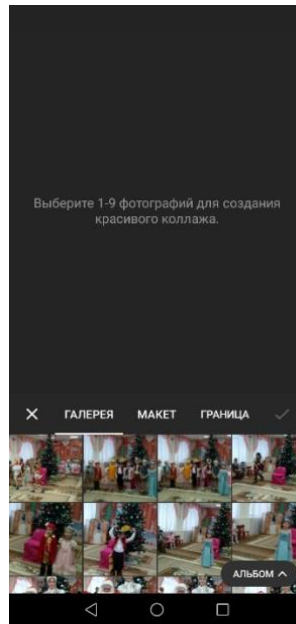 Выберите 1-9 фотографий для создания
красивого коллажа.
ГАЛЕРЕЯ МАКЕТ ГРАНИЦА
АЛЬБОМ